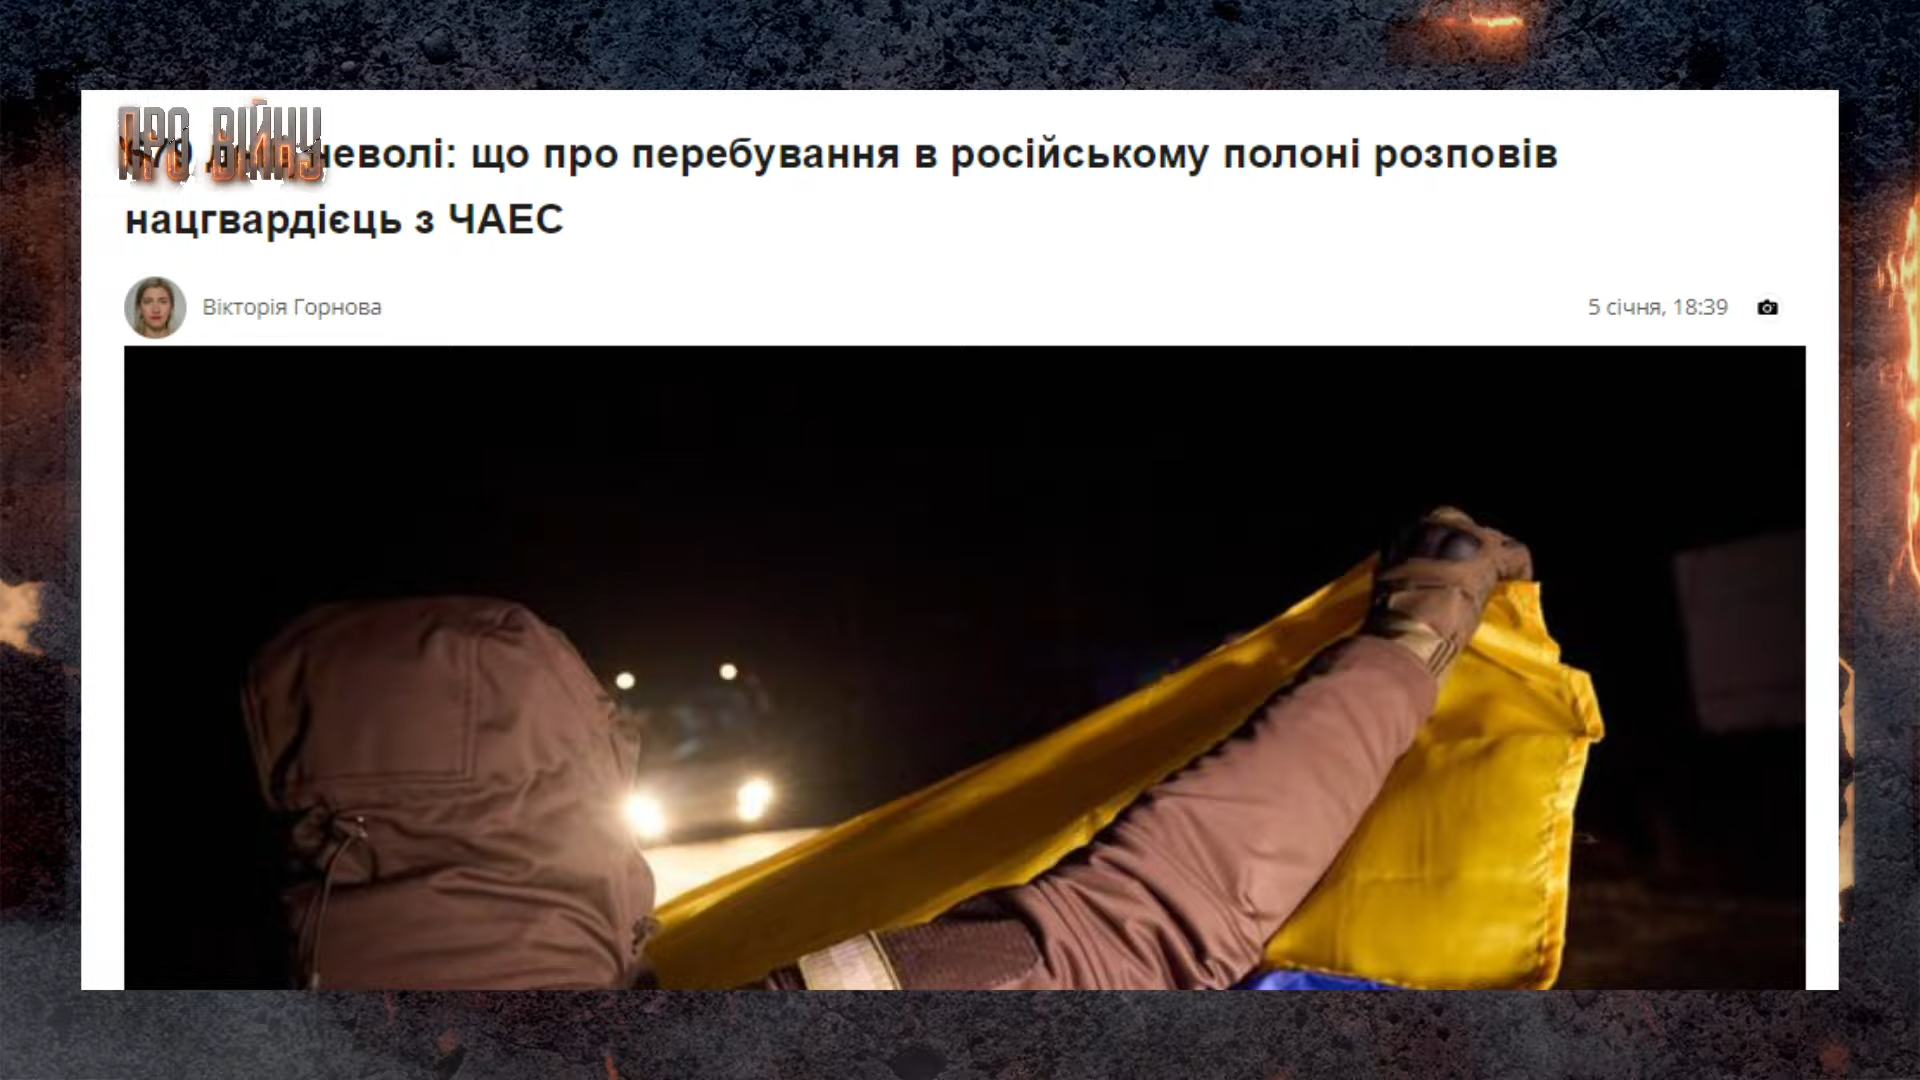 ПРО ВІЙНУ
неволі: що про перебування в російському полоні розповів
нацгвардієць з ЧАЕС
Вікторія Горнова
5 січня, 18:39